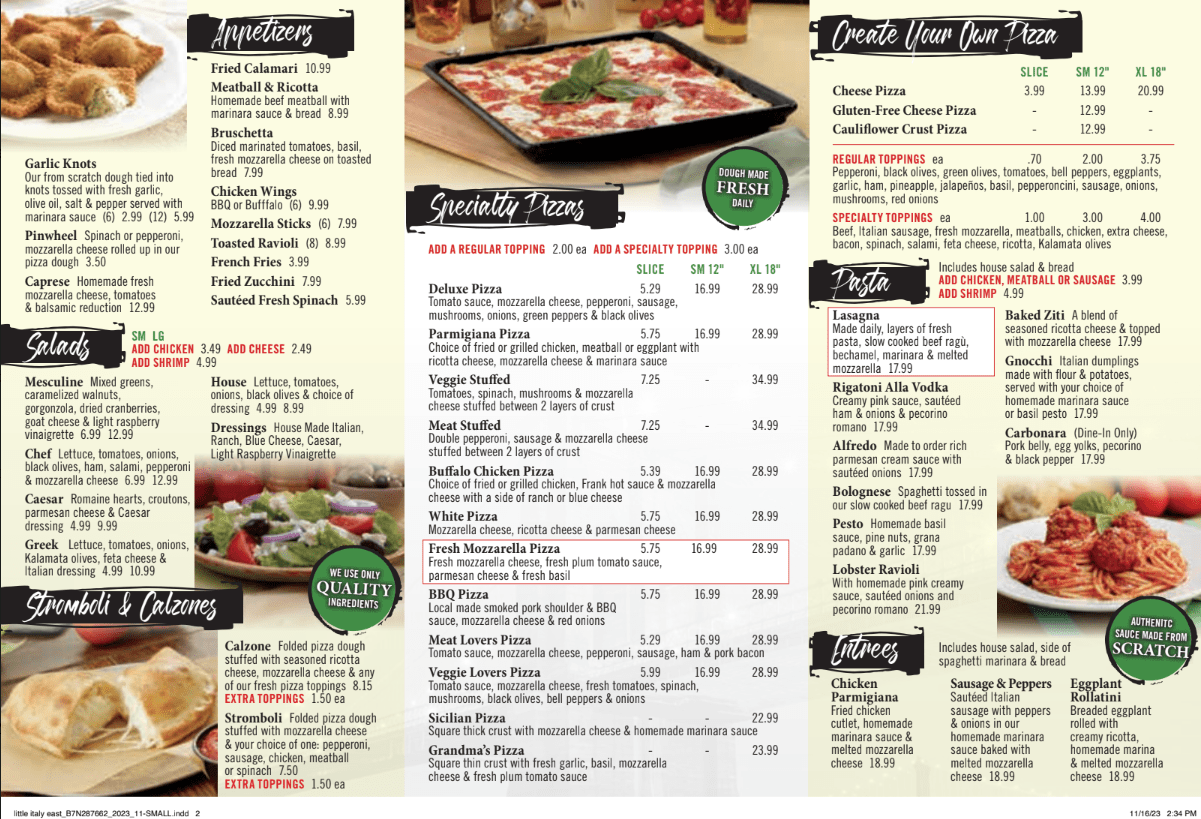 Appetizers
Fried Calamari 10.99
Meatball & Ricotta
Homemade beef meatball with
marinara sauce & bread 8.99
Bruschetta
Diced marinated tomatoes, basil,
fresh mozzarella cheese on toasted
bread 7.99
Chicken Wings
BBQ or Bufffalo (6) 9.99
Mozzarella Sticks (6) 7.99
Toasted Ravioli (8) 8.99
French Fries 3.99
Fried Zucchini 7.99
Sautéed Fresh Spinach 5.99
Garlic Knots
Our from scratch dough tied into
knots tossed with fresh garlic,
olive oil, salt & pepper served with
marinara sauce (6) 2.99 (12) 5.99
Pinwheel Spinach or pepperoni,
mozzarella cheese rolled up in our
pizza dough 3.50
Caprese Homemade fresh
mozzarella cheese, tomatoes
& balsamic reduction 12.99
Salads
SM LG
ADD CHICKEN 3.49 ADD CHEESE 2.49
ADD SHRIMP 4.99
Mesculine Mixed greens,
caramelized walnuts,
gorgonzola, dried cranberries,
goat cheese & light raspberry
vinaigrette 6.99 12.99
Chef Lettuce, tomatoes, onions,
black olives, ham, salami, pepperoni
& mozzarella cheese 6.99 12.99
Caesar Romaine hearts, croutons,
parmesan cheese & Caesar
dressing 4.99 9.99
Greek Lettuce, tomatoes, onions,
Kalamata olives, feta cheese &
Italian dressing 4.99 10.99
House Lettuce, tomatoes,
onions, black olives & choice of
dressing 4.99 8.99
Dressings House Made Italian,
Ranch, Blue Cheese, Caesar,
Light Raspberry Vinaigrette
WE USE ONLY
QUALITY
INGREDIENTS
Stromboli & Calzones
Calzone Folded pizza dough
stuffed with seasoned ricotta
cheese, mozzarella cheese & any
of our fresh pizza toppings 8.15
EXTRA TOPPINGS 1.50 ea
Stromboli Folded pizza dough
stuffed with mozzarella cheese
& your choice of one: pepperoni,
sausage, chicken, meatball
or spinach 7.50
EXTRA TOPPINGS 1.50 ea
DOUGH MADE
FRESH
DAILY
Specialty Pizzas
ADD A REGULAR TOPPING 2.00 ea ADD A SPECIALTY TOPPING 3.00 ea
SLICE SM 12" XL 18"
Deluxe Pizza 5.29 16.99 28.99
Tomato sauce, mozzarella cheese, pepperoni, sausage,
mushrooms, onions, green peppers & black olives
Parmigiana Pizza 5.75 16.99 28.99
Choice of fried or grilled chicken, meatball or eggplant with
ricotta cheese, mozzarella cheese & marinara sauce
Veggie Stuffed 7.25 - 34.99
Tomatoes, spinach, mushrooms & mozzarella
cheese stuffed between 2 layers of crust
Meat Stuffed 7.25 - 34.99
Double pepperoni, sausage & mozzarella cheese
stuffed between 2 layers of crust
Buffalo Chicken Pizza 5.39 16.99 28.99
Choice of fried or grilled chicken, Frank hot sauce & mozzarella
cheese with a side of ranch or blue cheese
White Pizza 5.75 16.99 28.99
Mozzarella cheese, ricotta cheese & parmesan cheese
Fresh Mozzarella Pizza 5.75 16.99 28.99
Fresh mozzarella cheese, fresh plum tomato sauce,
parmesan cheese & fresh basil
BBQ Pizza 5.75 16.99 28.99
Local made smoked pork shoulder & BBQ
sauce, mozzarella cheese & red onions
Meat Lovers Pizza 5.29 16.99 28.99
Tomato sauce, mozzarella cheese, pepperoni, sausage, ham & pork bacon
Veggie Lovers Pizza 5.99 16.99 28.99
Tomato sauce, mozzarella cheese, fresh tomatoes, spinach,
mushrooms, black olives, bell peppers & onions
Sicilian Pizza - - 22.99
Square thick crust with mozzarella cheese & homemade marinara sauce
Grandma's Pizza - - 23.99
Square thin crust with fresh garlic, basil, mozzarella
cheese & fresh plum tomato sauce
Create Your Own Pizza
SLICE SM 12" XL 18"
Cheese Pizza 3.99 13.99 20.99
Gluten-Free Cheese Pizza - 12.99 -
Cauliflower Crust Pizza - 12.99 -
REGULAR TOPPINGS ea .70 2.00 3.75
Pepperoni, black olives, green olives, tomatoes, bell peppers, eggplants,
garlic, ham, pineapple, jalapeños, basil, pepperoncini, sausage, onions,
mushrooms, red onions
SPECIALTY TOPPINGS ea 1.00 3.00 4.00
Beef, Italian sausage, fresh mozzarella, meatballs, chicken, extra cheese,
bacon, spinach, salami, feta cheese, ricotta, Kalamata olives
Pasta
Includes house salad & bread
ADD CHICKEN, MEATBALL OR SAUSAGE 3.99
ADD SHRIMP 4.99
Lasagna
Made daily, layers of fresh
pasta, slow cooked beef ragù,
bechamel, marinara & melted
mozzarella 17.99
Rigatoni Alla Vodka
Creamy pink sauce, sautéed
ham & onions & pecorino
romano 17.99
Alfredo Made to order rich
parmesan cream sauce with
sautéed onions 17.99
Bolognese Spaghetti tossed in
our slow cooked beef ragu 17.99
Pesto Homemade basil
sauce, pine nuts, grana
padano & garlic 17.99
Lobster Ravioli
With homemade pink creamy
sauce, sautéed onions and
pecorino romano 21.99
Baked Ziti A blend of
seasoned ricotta cheese & topped
with mozzarella cheese 17.99
Gnocchi Italian dumplings
made with flour & potatoes,
served with your choice of
homemade marinara sauce
or basil pesto 17.99
Carbonara (Dine-In Only)
Pork belly, egg yolks, pecorino
& black pepper 17.99
AUTHENITC
SAUCE MADE FROM
SCRATCH
Entrees
Includes house salad, side of
spaghetti marinara & bread
Chicken
Parmigiana
Fried chicken
cutlet, homemade
marinara sauce &
melted mozzarella
cheese 18.99
Sausage & Peppers
Sautéed Italian
sausage with peppers
& onions in our
homemade marinara
sauce baked with
melted mozzarella
cheese 18.99
Eggplant
Rollatini
Breaded eggplant
rolled with
creamy ricotta,
homemade marina
& melted mozzarella
cheese 18.99
little italy east_B7N287662_2023_11-SMALL.indd 2
11/16/23 2:34 PM